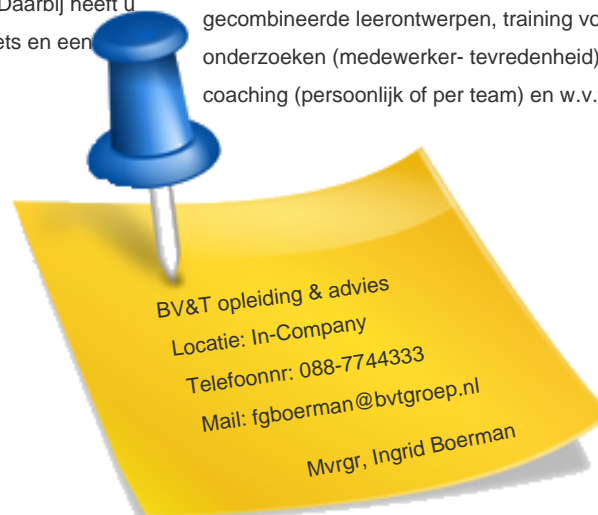 Daarbij heeft u
ets en een
gecombineerde leerontwerpen, training vo
onderzoeken (medewerker- tevredenheid)
coaching (persoonlijk of per team) en w.v.
BV&T opleiding & advies
Locatie: In-Company
Telefoonnr: 088-7744333
Mail: fgboerman@bvtgroep.nl
Mvrgr, Ingrid Boerman